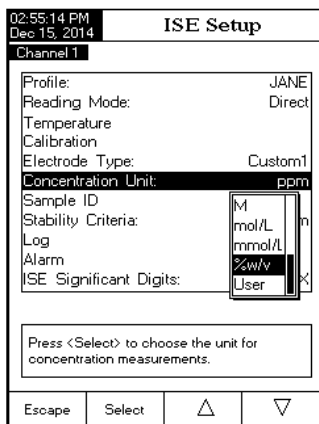 02:55:14 PM
Dec 15, 2014
ISE Setup
Channel 1
Profile: JANE
Reading Mode: Direct
Temperature
Calibration
Electrode Type: Custom1
Concentration Unit: ppm
Sample ID
Stability Criteria:
Log
Alarm
ISE Significant Digits:
M
mol/L
mmol/L
%w/v
User
Press <Select> to choose the unit for
concentration measurements.
Escape Select